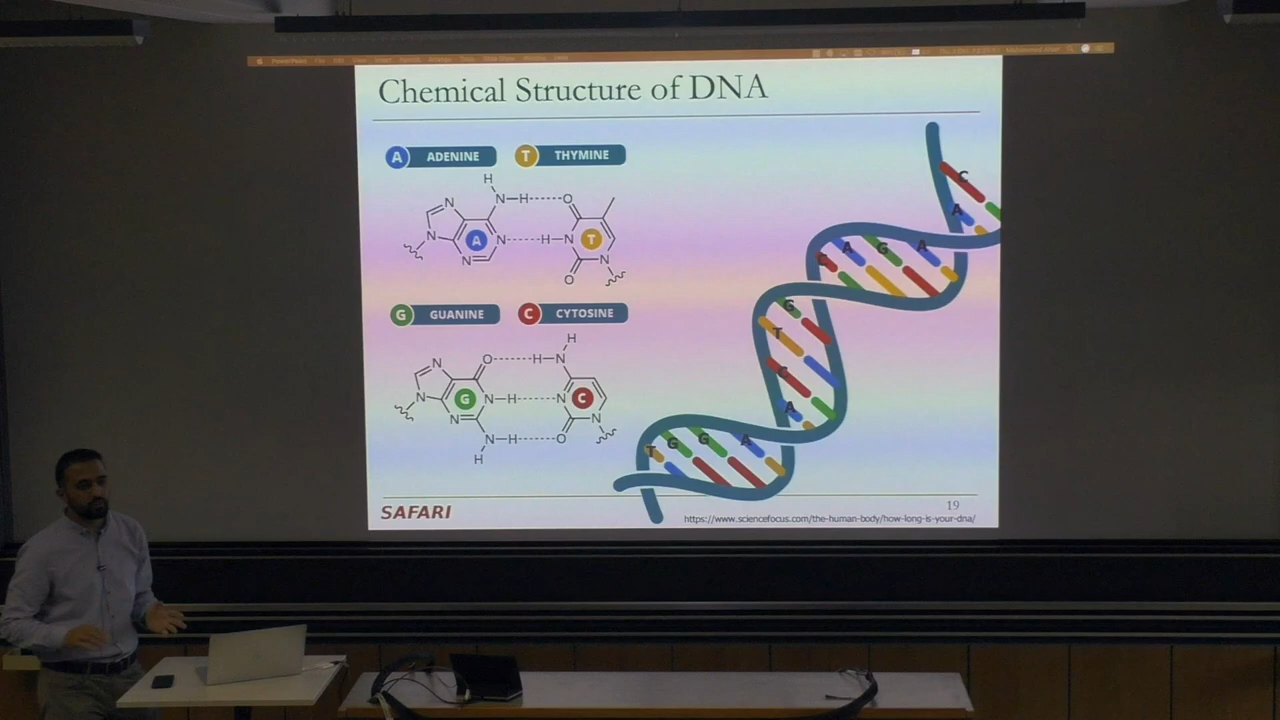 PowerPoint
Chemical Structure of DNA
A ADENINE T THYMINE
H
N N H O
N A N H N T
N O N
G GUANINE C CYTOSINE
H
O H N
N
N G N H N C
N N
N H O
H
C
A
C A G A
G
T
C
A
T G G A
SAFARI
19
https://www.sciencefocus.com/the-human-body/how-long-is-your-dna/